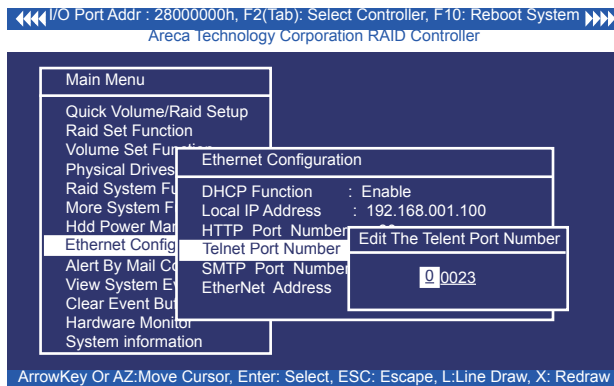 I/O Port Addr : 28000000h, F2(Tab): Select Controller, F10: Reboot System
Areca Technology Corporation RAID Controller
Main Menu
Quick Volume/Raid Setup
Raid Set Function
Volume Set
Physical Drives
Raid System
More System
Hdd Power
Ethernet Config
Alert By Mail
View System
Clear Event
Hardware Monitor
System information
Ethernet Configuration
DHCP Function : Enable
Local IP Address : 192.168.001.100
HTTP Port Number
Telnet Port Number
SMTP Port Number
EtherNet Address
Edit The Telent Port Number
0 0023
ArrowKey Or AZ:Move Cursor, Enter: Select, ESC: Escape, L:Line Draw, X: Redraw